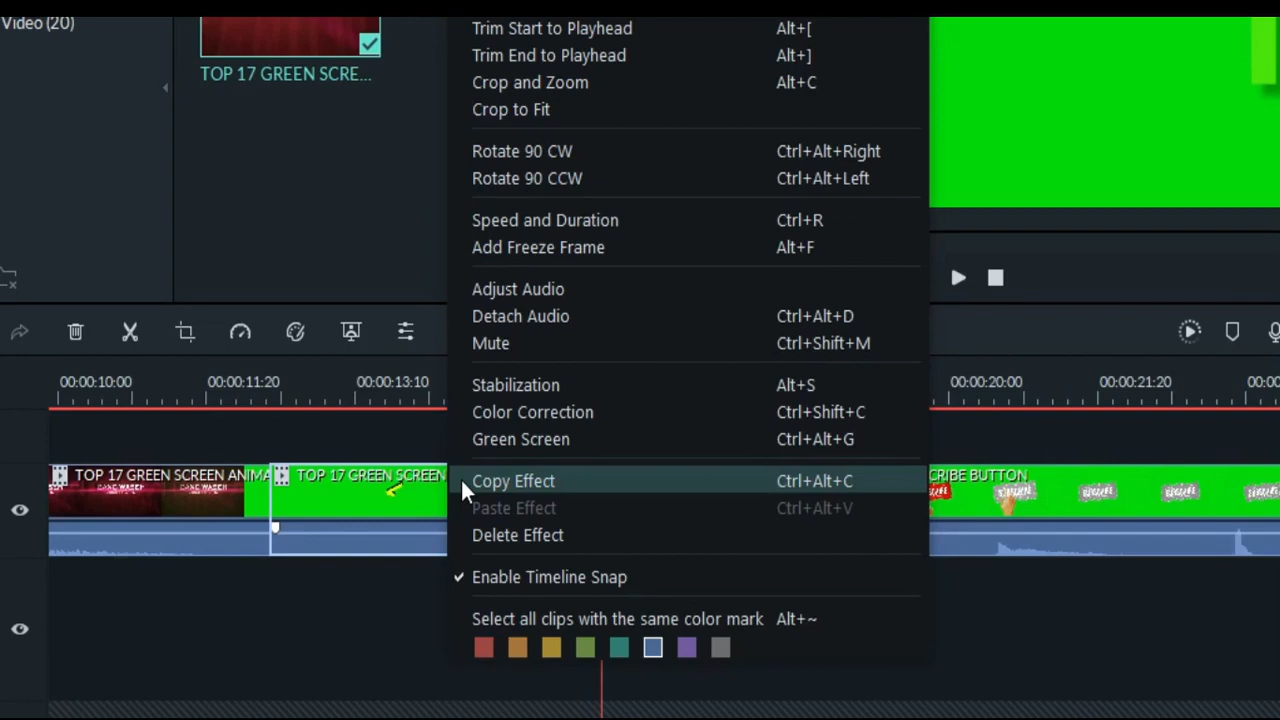 Video (20)
TOP 17 GREEN SCRE...
Trim Start to Playhead Alt+[
Trim End to Playhead Alt+]
Crop and Zoom Alt+C
Crop to Fit
Rotate 90 CW Ctrl+Alt+Right
Rotate 90 CCW Ctrl+Alt+Left
Speed and Duration Ctrl+R
Add Freeze Frame Alt+F
Adjust Audio
Detach Audio Ctrl+Alt+D
Mute Ctrl+Shift+M
Stabilization Alt+S
Color Correction Ctrl+Shift+C
Green Screen Ctrl+Alt+G
Copy Effect Ctrl+Alt+C
Paste Effect Ctrl+Alt+V
Delete Effect
Enable Timeline Snap
Select all clips with the same color mark Alt+~
00:00:10:00 00:00:11:20 00:00:13:10 00:00:20:00 00:00:21:20 00:00
TOP 17 GREEN SCREEN ANIMA TOP 17 GREEN SCREEN CRIBE BUTTON